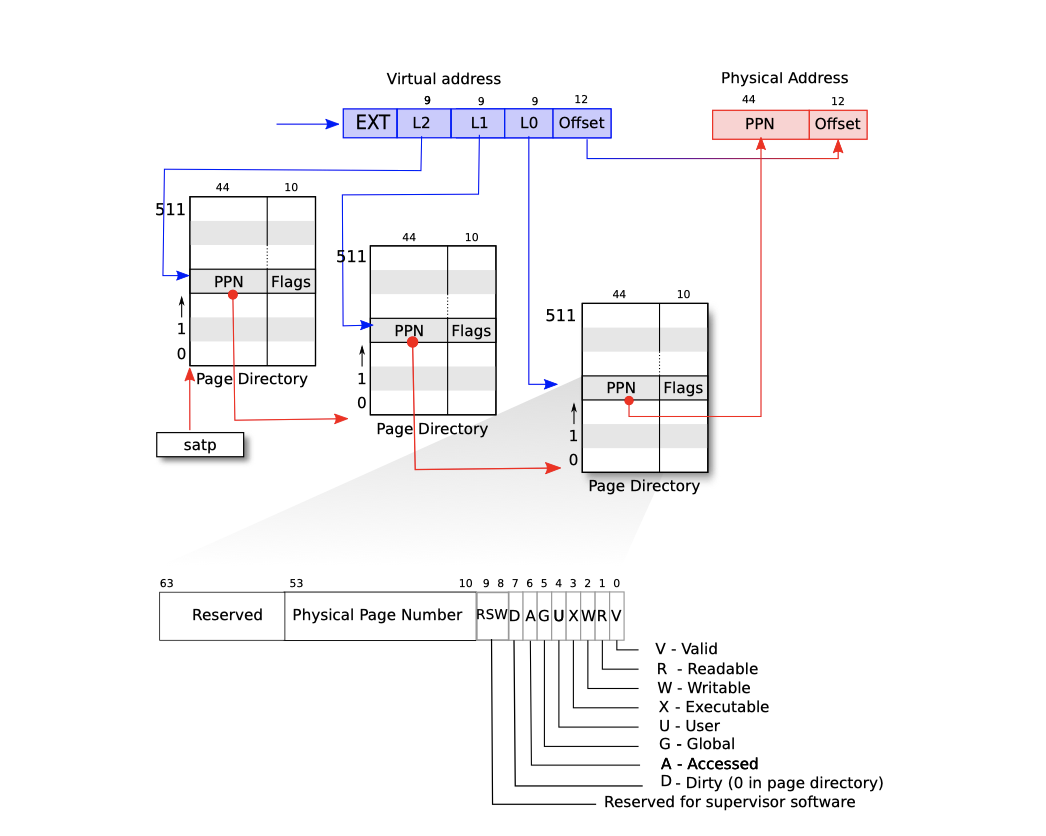 Virtual address
Physical Address
9 9 9 12
44 12
EXT L2 L1 L0 Offset
PPN Offset
44 10
511
PPN Flags
1
0
Page Directory
satp
44 10
511
PPN Flags
1
0
Page Directory
44 10
511
PPN Flags
1
0
Page Directory
63 53 10 9 8 7 6 5 4 3 2 1 0
Reserved Physical Page Number RSW D A G U X W R V
V - Valid
R - Readable
W - Writable
X - Executable
U - User
G - Global
A - Accessed
D - Dirty (0 in page directory)
Reserved for supervisor software